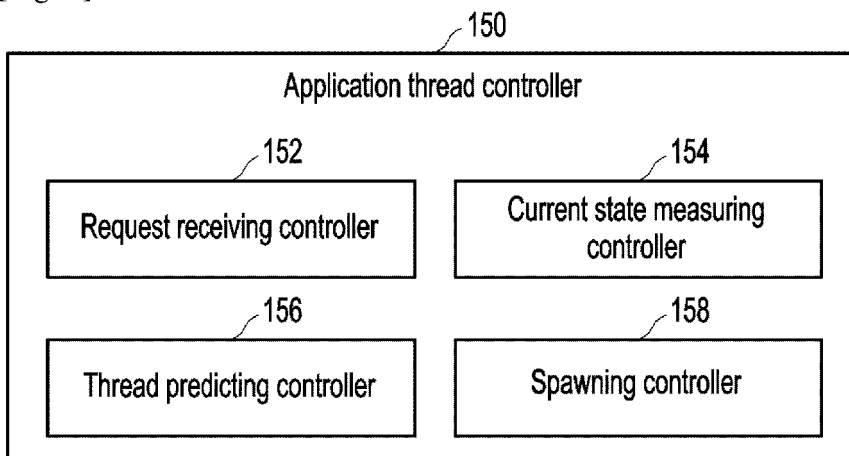 150
Application thread controller
152
Request receiving controller
154
Current state measuring
controller
156
Thread predicting controller
158
Spawning controller